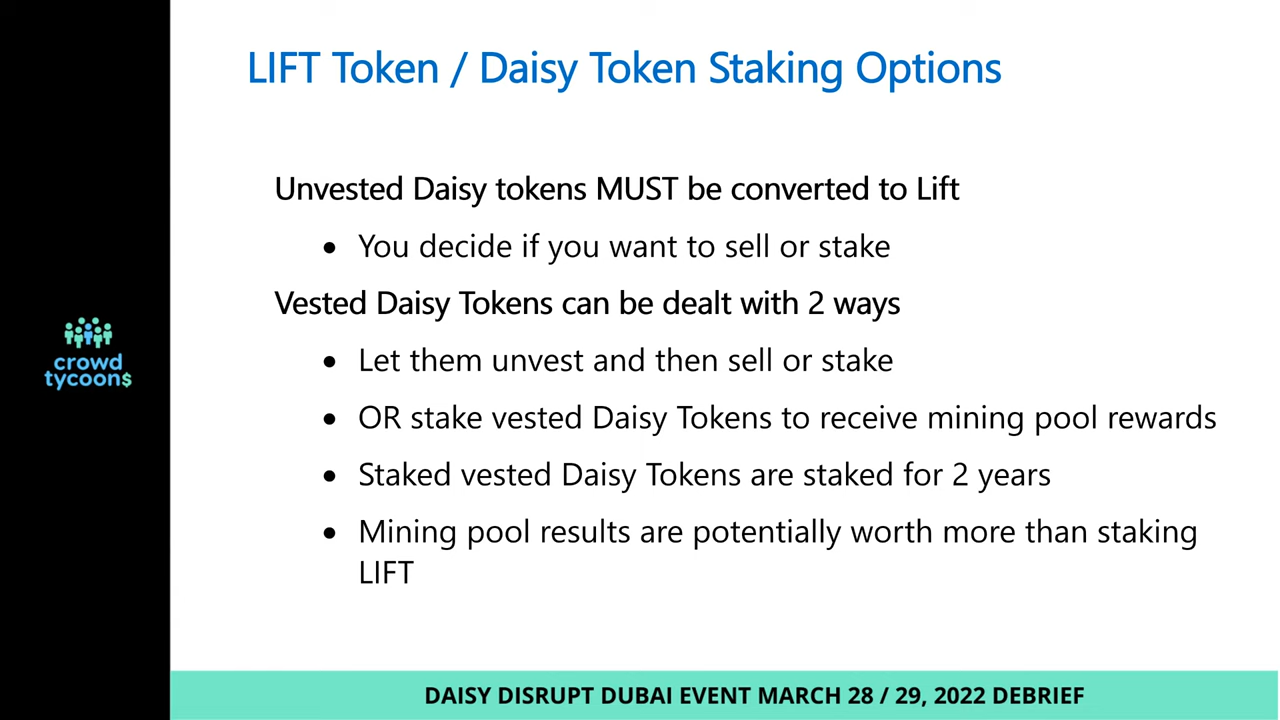 LIFT Token / Daisy Token Staking Options
Unvested Daisy tokens MUST be converted to Lift
• You decide if you want to sell or stake
Vested Daisy Tokens can be dealt with 2 ways
• Let them unvest and then sell or stake
• OR stake vested Daisy Tokens to receive mining pool rewards
• Staked vested Daisy Tokens are staked for 2 years
• Mining pool results are potentially worth more than staking
LIFT
crowd
tycoon$
DAISY DISRUPT DUBAI EVENT MARCH 28 / 29, 2022 DEBRIEF